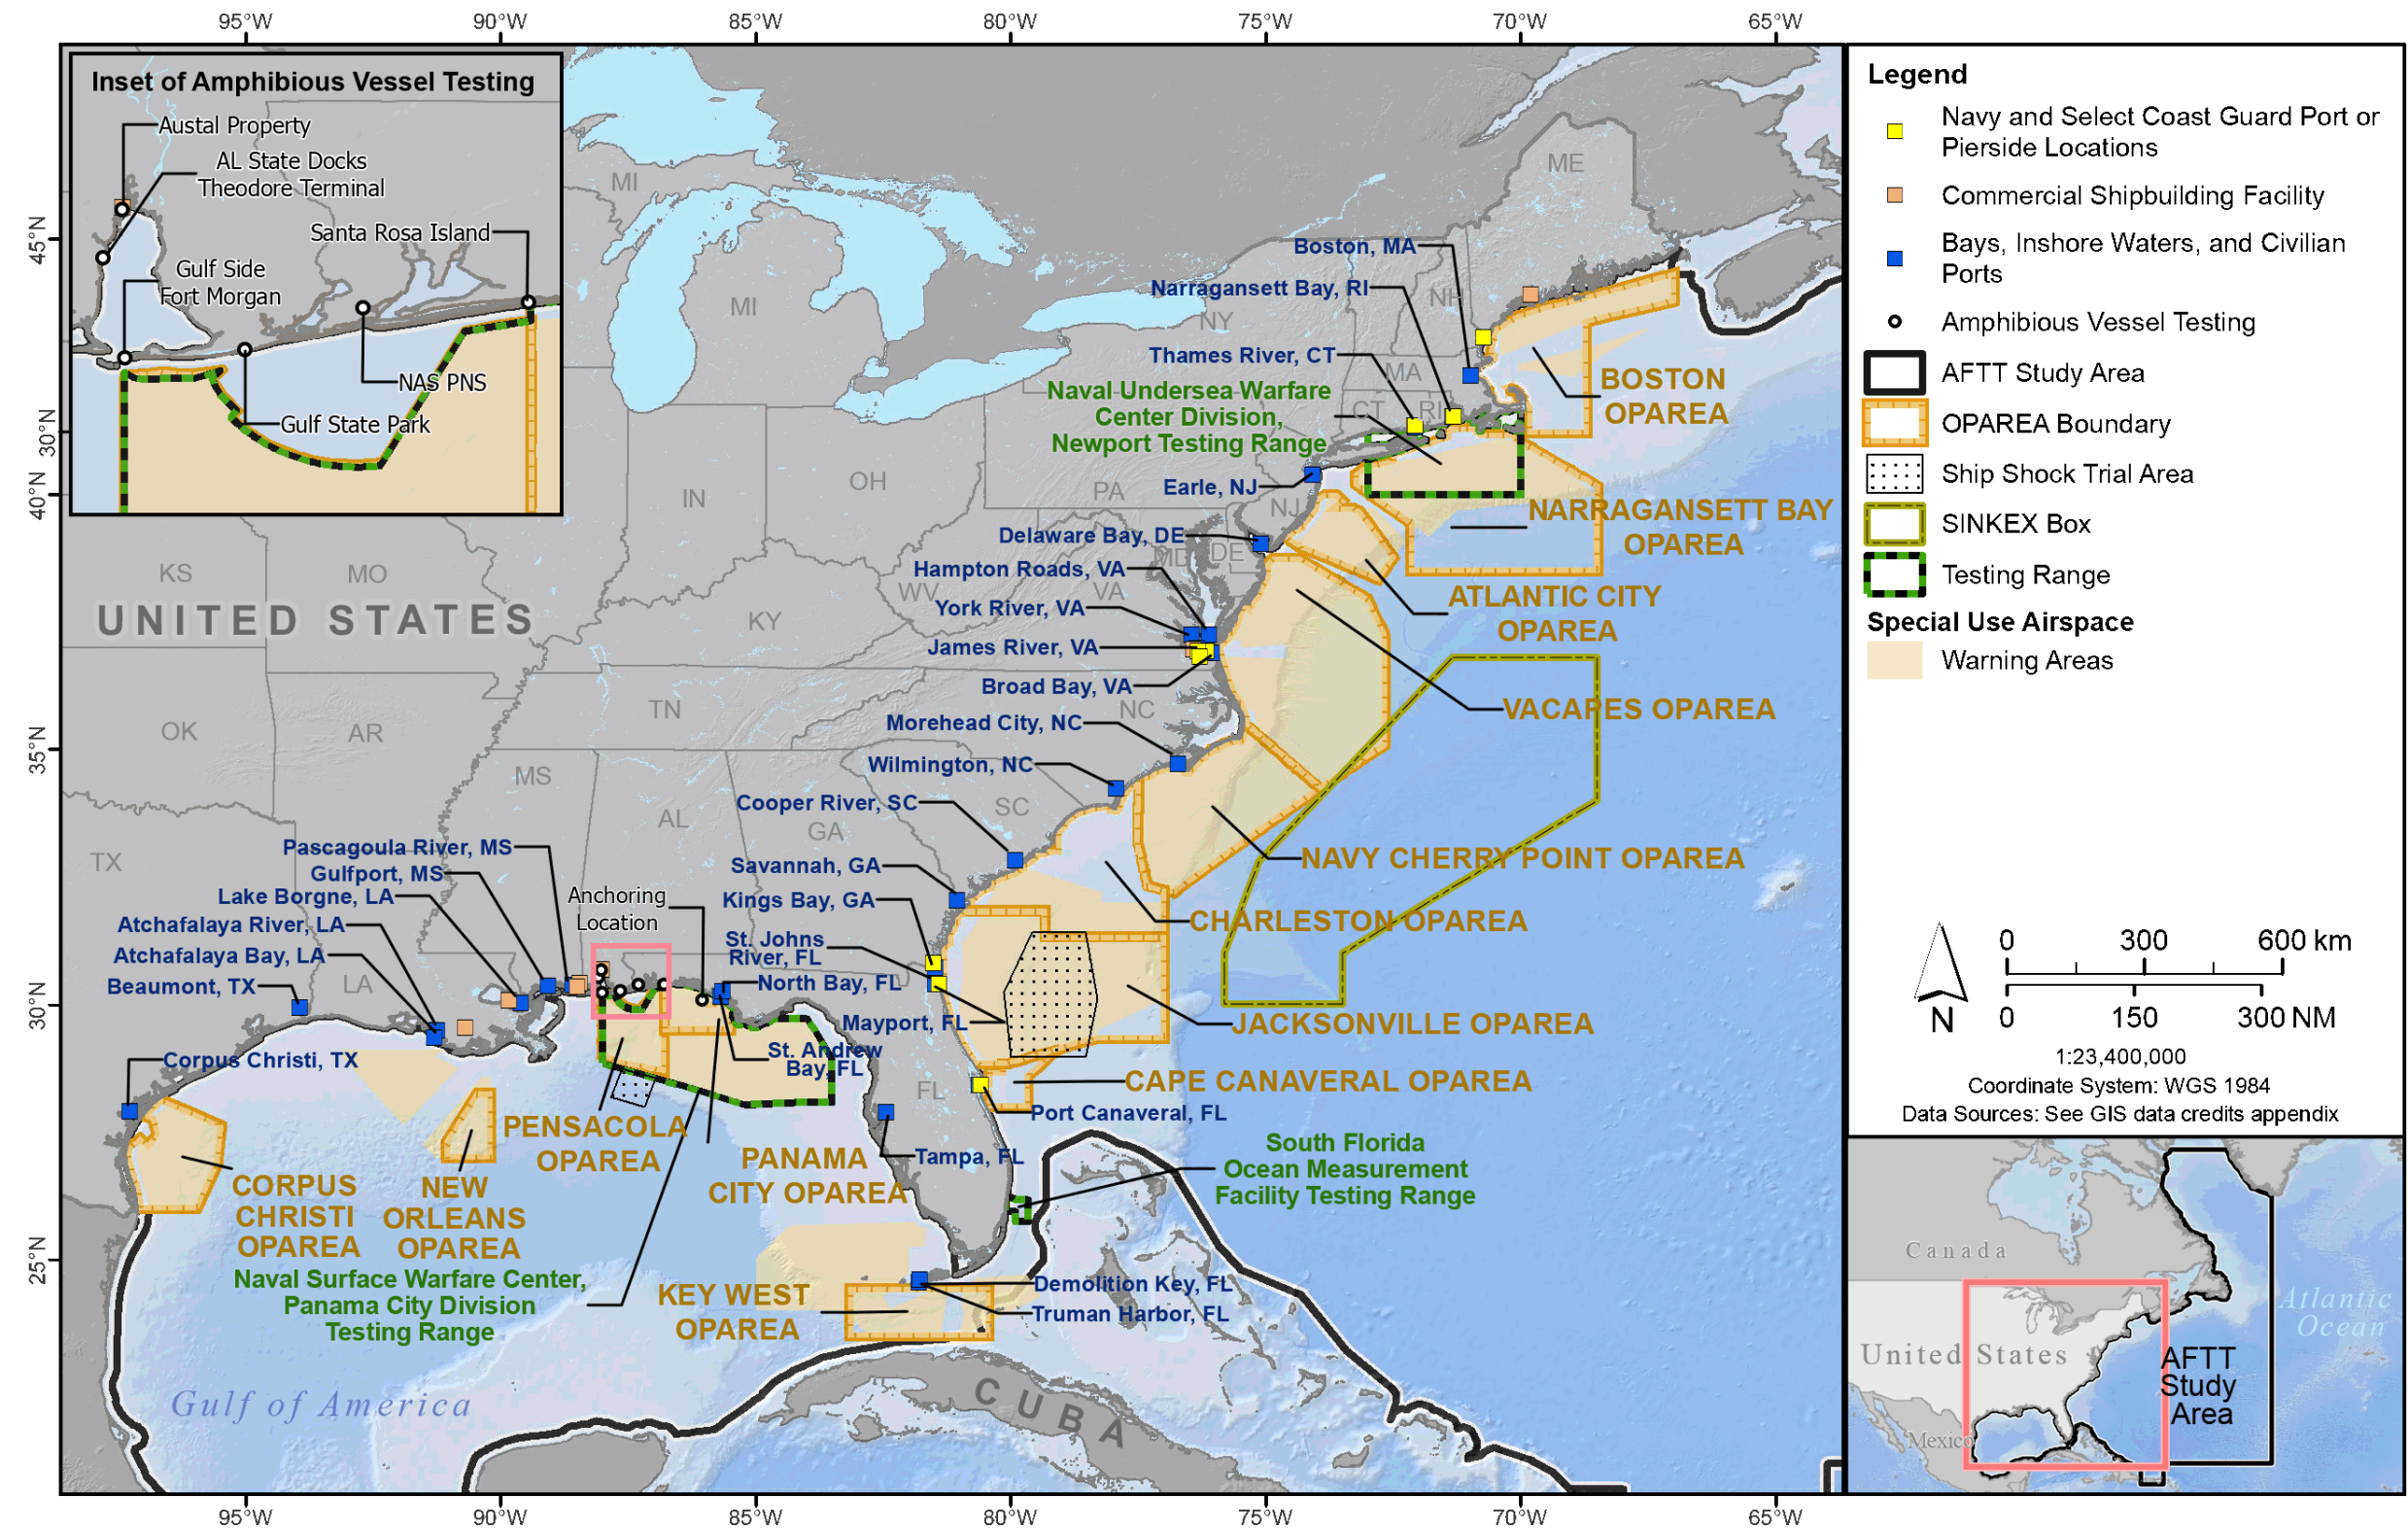 95°W
90°W
85°W
80°W
75°W
70°W
65°W
Inset of Amphibious Vessel Testing
Austal Property
AL State Docks
Theodore Terminal
Santa Rosa Island
Gulf Side
Fort Morgan
NAS PNS
Gulf State Park
45°N
30°N
40°N
35°N
30°N
25°N
MI
MI
ME
NH
NY
MA
CT
RI
PA
NJ
OH
IN
MD
DE
WV
VA
KS
MO
KY
UNITED STATES
OK
AR
TN
NC
MS
AL
GA
SC
TX
LA
FL
Boston, MA
Narragansett Bay, RI
Thames River, CT
Naval Undersea Warfare
Center Division,
Newport Testing Range
BOSTON
OPAREA
Earle, NJ
NARRAGANSETT BAY
OPAREA
Delaware Bay, DE
Hampton Roads, VA
ATLANTIC CITY
OPAREA
York River, VA
James River, VA
Broad Bay, VA
VACAPES OPAREA
Morehead City, NC
Wilmington, NC
Cooper River, SC
NAVY CHERRY POINT OPAREA
Savannah, GA
Kings Bay, GA
CHARLESTON OPAREA
St. Johns
River, FL
North Bay, FL
Mayport, FL
JACKSONVILLE OPAREA
St. Andrew
Bay, FL
CAPE CANAVERAL OPAREA
Port Canaveral, FL
Pascagoula River, MS
Gulfport, MS
Lake Borgne, LA
Anchoring
Location
Atchafalaya River, LA
Atchafalaya Bay, LA
Beaumont, TX
Corpus Christi, TX
PENSACOLA
OPAREA
PANAMA
CITY OPAREA
Tampa, FL
South Florida
Ocean Measurement
Facility Testing Range
CORPUS
CHRISTI
OPAREA
NEW
ORLEANS
OPAREA
Naval Surface Warfare Center,
Panama City Division
Testing Range
KEY WEST
OPAREA
Demolition Key, FL
Truman Harbor, FL
Gulf of America
CUBA
95°W
90°W
85°W
80°W
75°W
70°W
65°W
Legend
Navy and Select Coast Guard Port or
Pierside Locations
Commercial Shipbuilding Facility
Bays, Inshore Waters, and Civilian
Ports
Amphibious Vessel Testing
AFTT Study Area
OPAREA Boundary
Ship Shock Trial Area
SINKEX Box
Testing Range
Special Use Airspace
Warning Areas
N
0 300 600 km
0 150 300 NM
1:23,400,000
Coordinate System: WGS 1984
Data Sources: See GIS data credits appendix
Canada
United States
Mexico
Atlantic
Ocean
AFTT
Study
Area